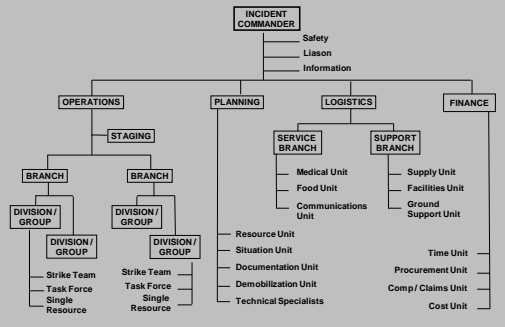 INCIDENT
COMMANDER
Safety
Liason
Information
OPERATIONS
PLANNING
LOGISTICS
FINANCE
STAGING
SERVICE
BRANCH
SUPPORT
BRANCH
BRANCH
BRANCH
Medical Unit
Food Unit
Communications
Unit
Supply Unit
Facilities Unit
Ground
Support Unit
DIVISION /
GROUP
DIVISION /
GROUP
DIVISION /
GROUP
DIVISION /
GROUP
Resource Unit
Situation Unit
Documentation Unit
Demobilization Unit
Technical Specialists
Strike Team
Task Force
Single
Resource
Strike Team
Task Force
Single
Resource
Time Unit
Procurement Unit
Comp / Claims Unit
Cost Unit